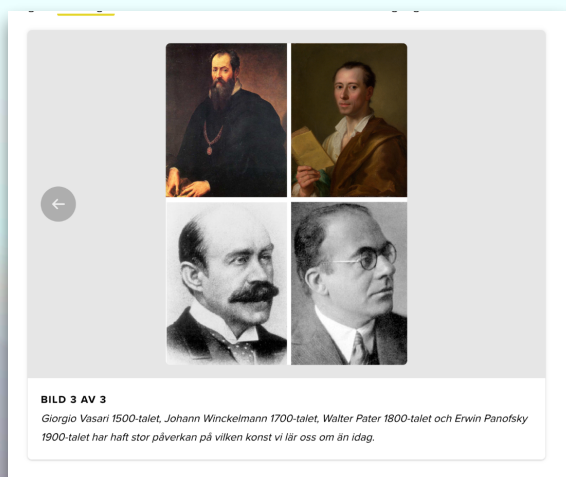 BILD 3 AV 3
Giorgio Vasari 1500-talet, Johann Winckelmann 1700-talet, Walter Pater 1800-talet och Erwin Panofsky
1900-talet har haft stor påverkan på vilken konst vi lär oss om än idag.